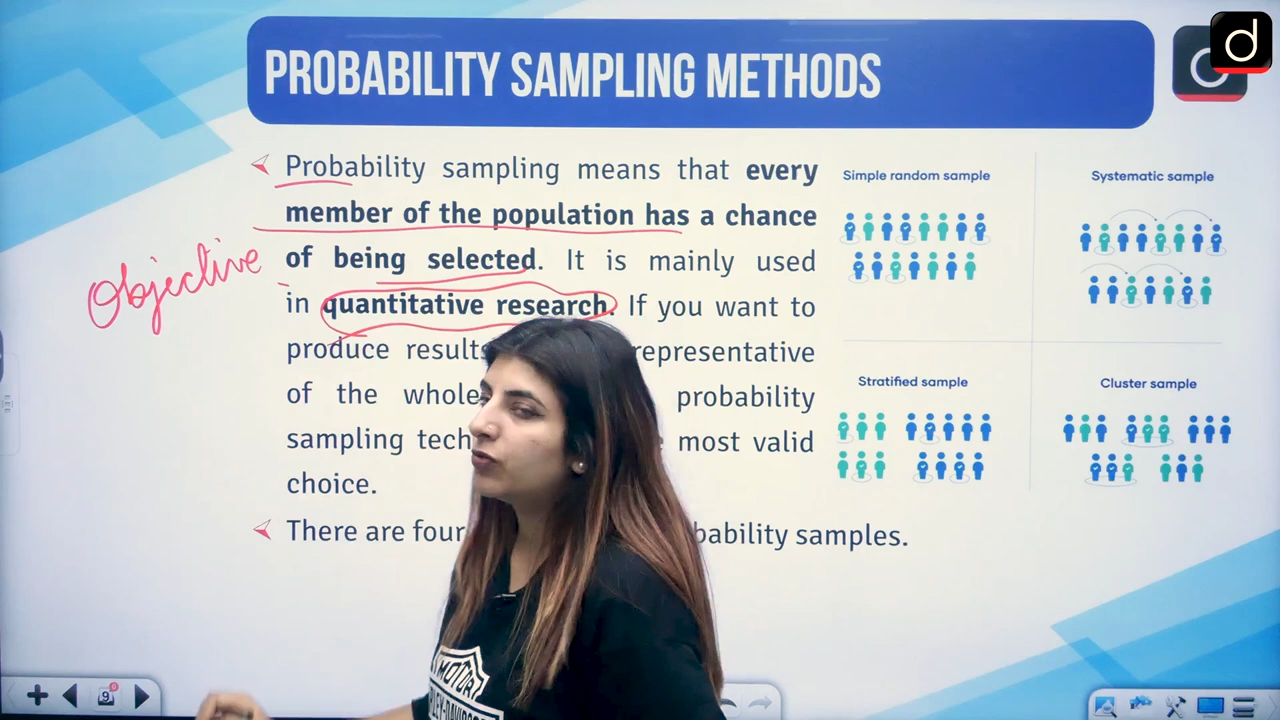 d
PROBABILITY SAMPLING METHODS
Probability sampling means that every
member of the population has a chance
of being selected. It is mainly used
in quantitative research. If you want to
produce results representative
of the whole probability
sampling most valid
choice.
There are four samples.
Objective
Simple random sample
Systematic sample
Stratified sample
Cluster sample
MOTOR
9